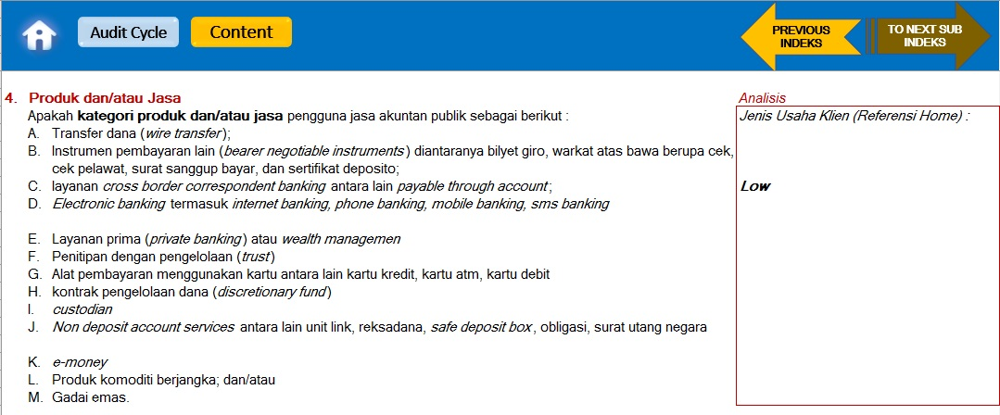 Audit Cycle
Content
PREVIOUS
INDEKS
TO NEXT SUB
INDEKS
4. Produk dan/atau Jasa
Apakah kategori produk dan/atau jasa pengguna jasa akuntan publik sebagai berikut :
A. Transfer dana (wire transfer);
B. Instrumen pembayaran lain (bearer negotiable instruments) diantaranya bilyet giro, warkat atas bawa berupa cek,
cek pelawat, surat sanggup bayar, dan sertifikat deposito;
C. layanan cross border correspondent banking antara lain payable through account;
D. Electronic banking termasuk internet banking, phone banking, mobile banking, sms banking
E. Layanan prima (private banking) atau wealth managemen
F. Penitipan dengan pengelolaan (trust)
G. Alat pembayaran menggunakan kartu antara lain kartu kredit, kartu atm, kartu debit
H. kontrak pengelolaan dana (discretionary fund)
I. custodian
J. Non deposit account services antara lain unit link, reksadana, safe deposit box, obligasi, surat utang negara
K. e-money
L. Produk komoditi berjangka; dan/atau
M. Gadai emas.
Analisis
Jenis Usaha Klien (Referensi Home) :
Low